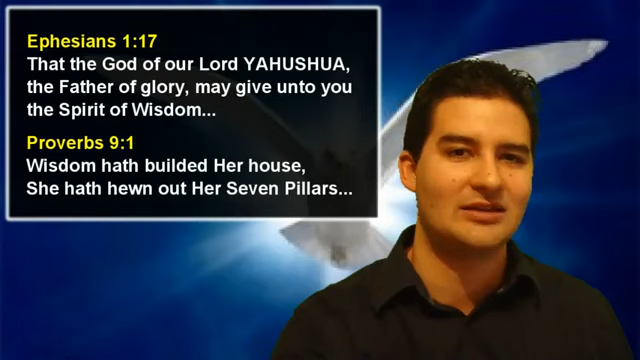 Ephesians 1:17
That the God of our Lord YAHUSHUA,
the Father of glory, may give unto you
the Spirit of Wisdom...
Proverbs 9:1
Wisdom hath builded Her house,
She hath hewn out Her Seven Pillars...